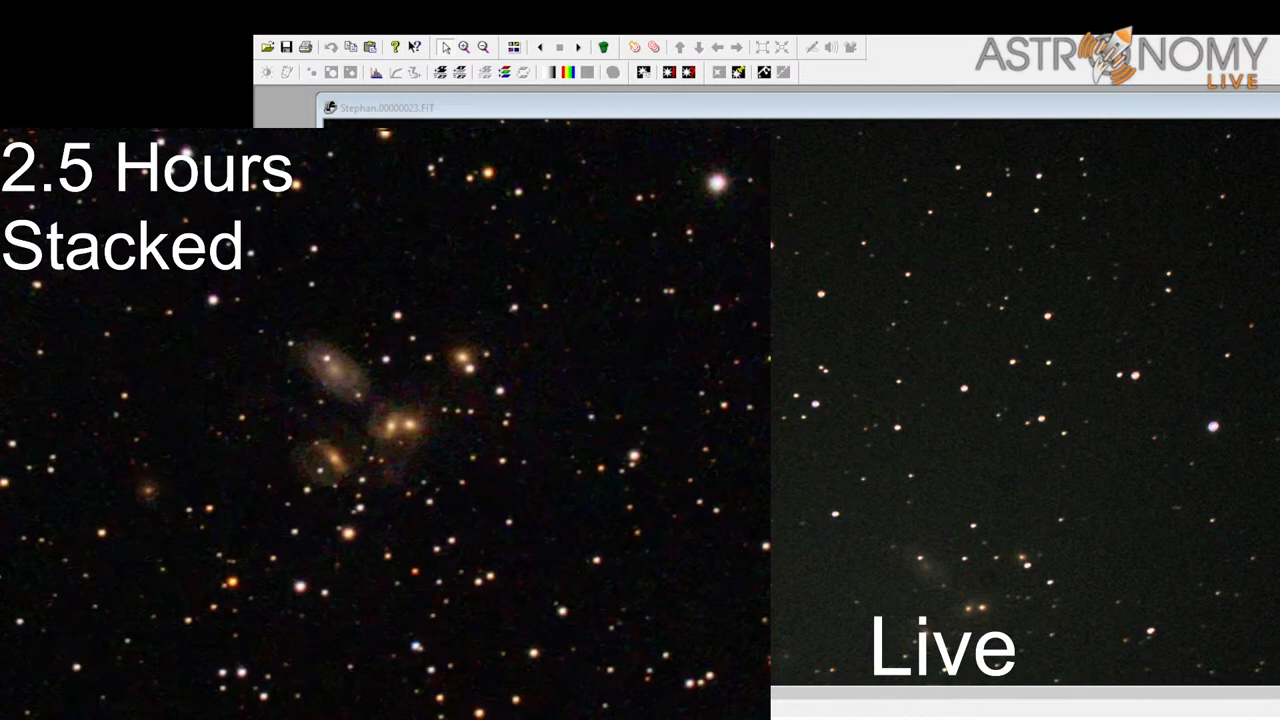 ASTRONOMY
LIVE
Stephan.00000023.FIT
2.5 Hours
Stacked
Live